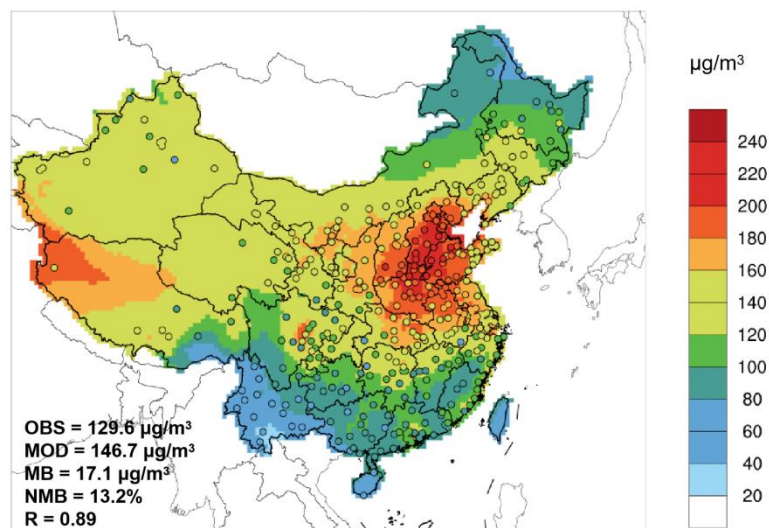 µg/m³
240
220
200
180
160
140
120
100
80
60
40
20
OBS = 129.6 µg/m³
MOD = 146.7 µg/m³
MB = 17.1 µg/m³
NMB = 13.2%
R = 0.89